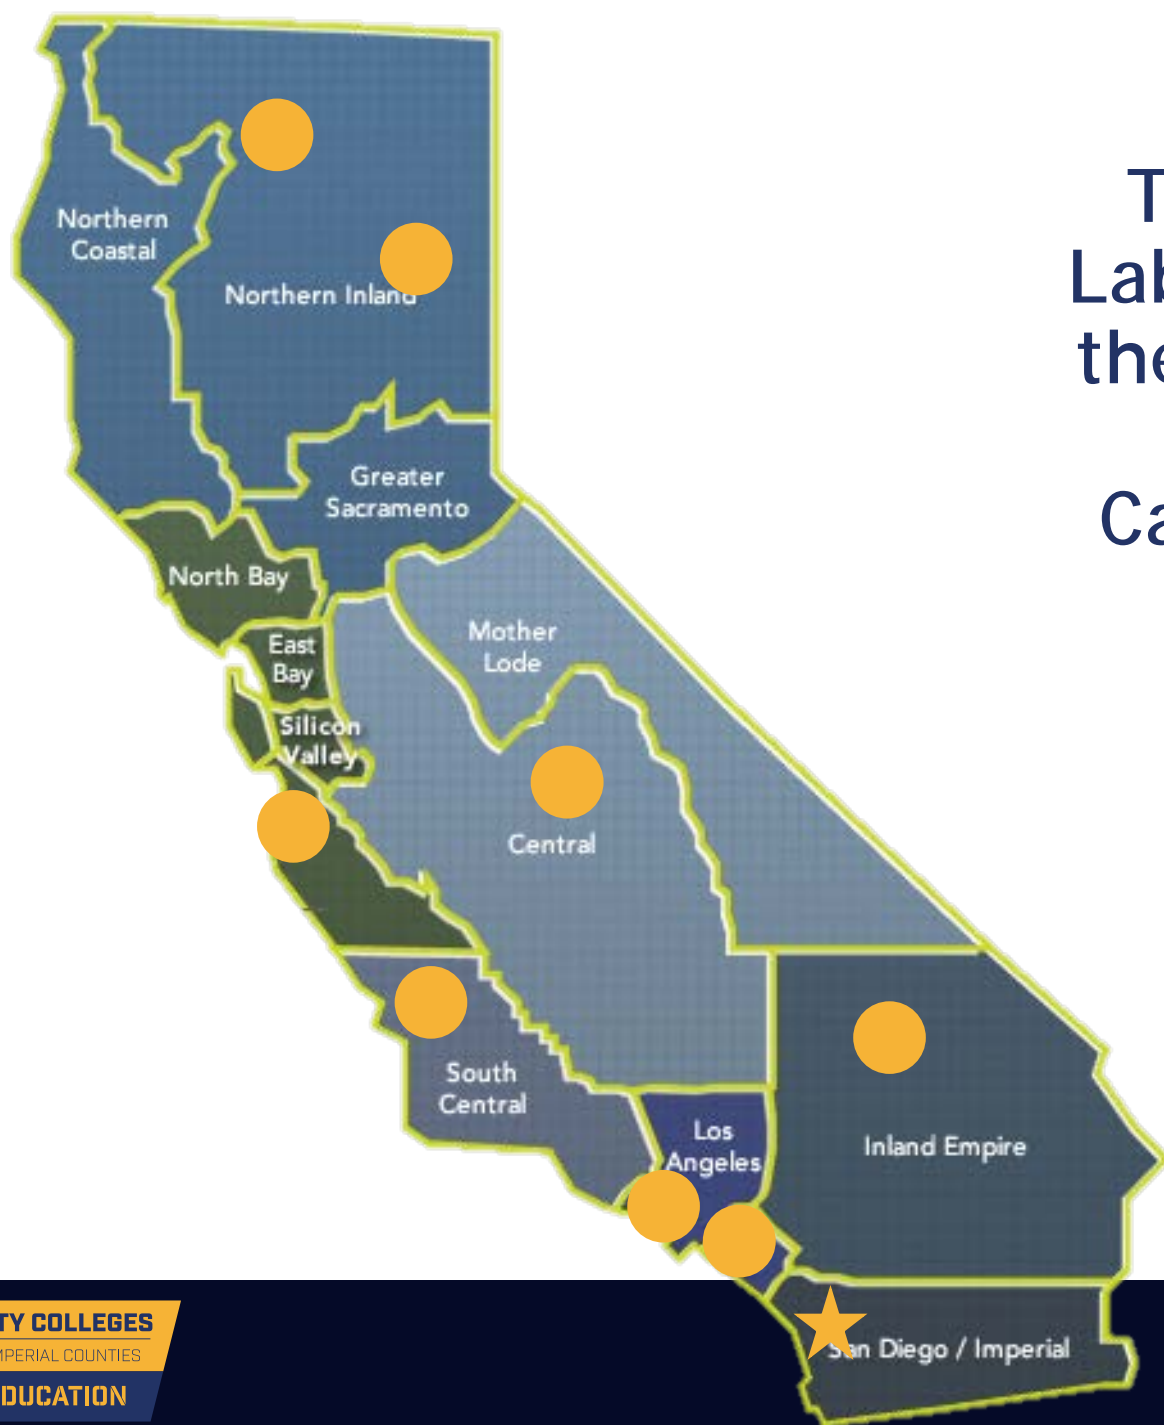 T
Lab
the
Ca
Northern
Coastal
Northern Inland
Greater
Sacramento
North Bay
East
Bay
Silicon
Valley
Mother
Lode
Central
South
Central
Los
Angeles
Inland Empire
San Diego / Imperial
TY COLLEGES
MPERIAL COUNTIES
DUCATION